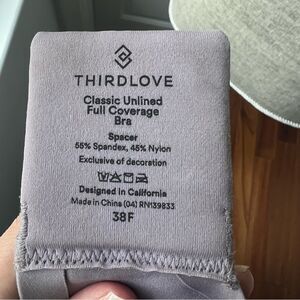 THIRDLOVE
Classic Unlined
Full Coverage
Bra
Spacer
55% Spandex, 45% Nylon
Exclusive of decoration
Designed in California
Made in China (04) RN139833
38F